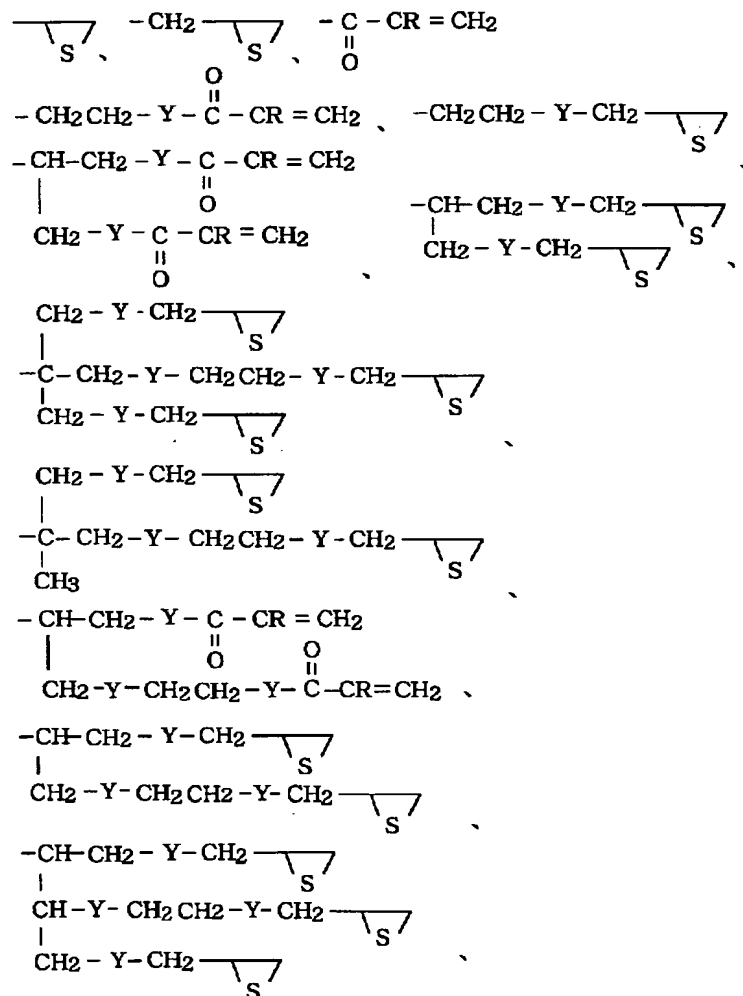 S 、 -CH2 S 、 -C-CR=CH2
O
O
-CH2CH2-Y-C-CR=CH2 、 -CH2CH2-Y-CH2 S 、
-CH-CH2-Y-C-CR=CH2
O
CH2-Y-C-CR=CH2
O 、
-CH-CH2-Y-CH2 S
CH2-Y-CH2 S 、
CH2-Y-CH2 S
-C-CH2-Y-CH2CH2-Y-CH2 S
CH2-Y-CH2 S 、
CH2-Y-CH2 S
-C-CH2-Y-CH2CH2-Y-CH2 S
CH3 、
-CH-CH2-Y-C-CR=CH2
O
O
CH2-Y-CH2CH2-Y-C-CR=CH2 、
-CH-CH2-Y-CH2 S
CH2-Y-CH2CH2-Y-CH2 S 、
-CH-CH2-Y-CH2 S
CH-Y-CH2CH2-Y-CH2 S
CH2-Y-CH2 S 、